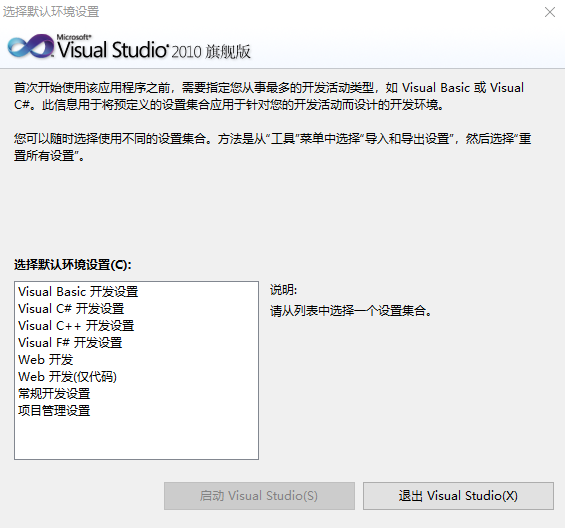 选择默认环境设置
Microsoft®
Visual Studio® 2010 旗舰版
首次开始使用该应用程序之前，需要指定您从事最多的开发活动类型，如 Visual Basic 或 Visual
C#。此信息用于将预定义的设置集合应用于针对您的开发活动而设计的开发环境。
您可以随时选择使用不同的设置集合。方法是从“工具”菜单中选择“导入和导出设置”，然后选择“重
置所有设置”。
选择默认环境设置(C):
Visual Basic 开发设置
Visual C# 开发设置
Visual C++ 开发设置
Visual F# 开发设置
Web 开发
Web 开发(仅代码)
常规开发设置
项目管理设置
说明:
请从列表中选择一个设置集合。
启动 Visual Studio(S)
退出 Visual Studio(X)